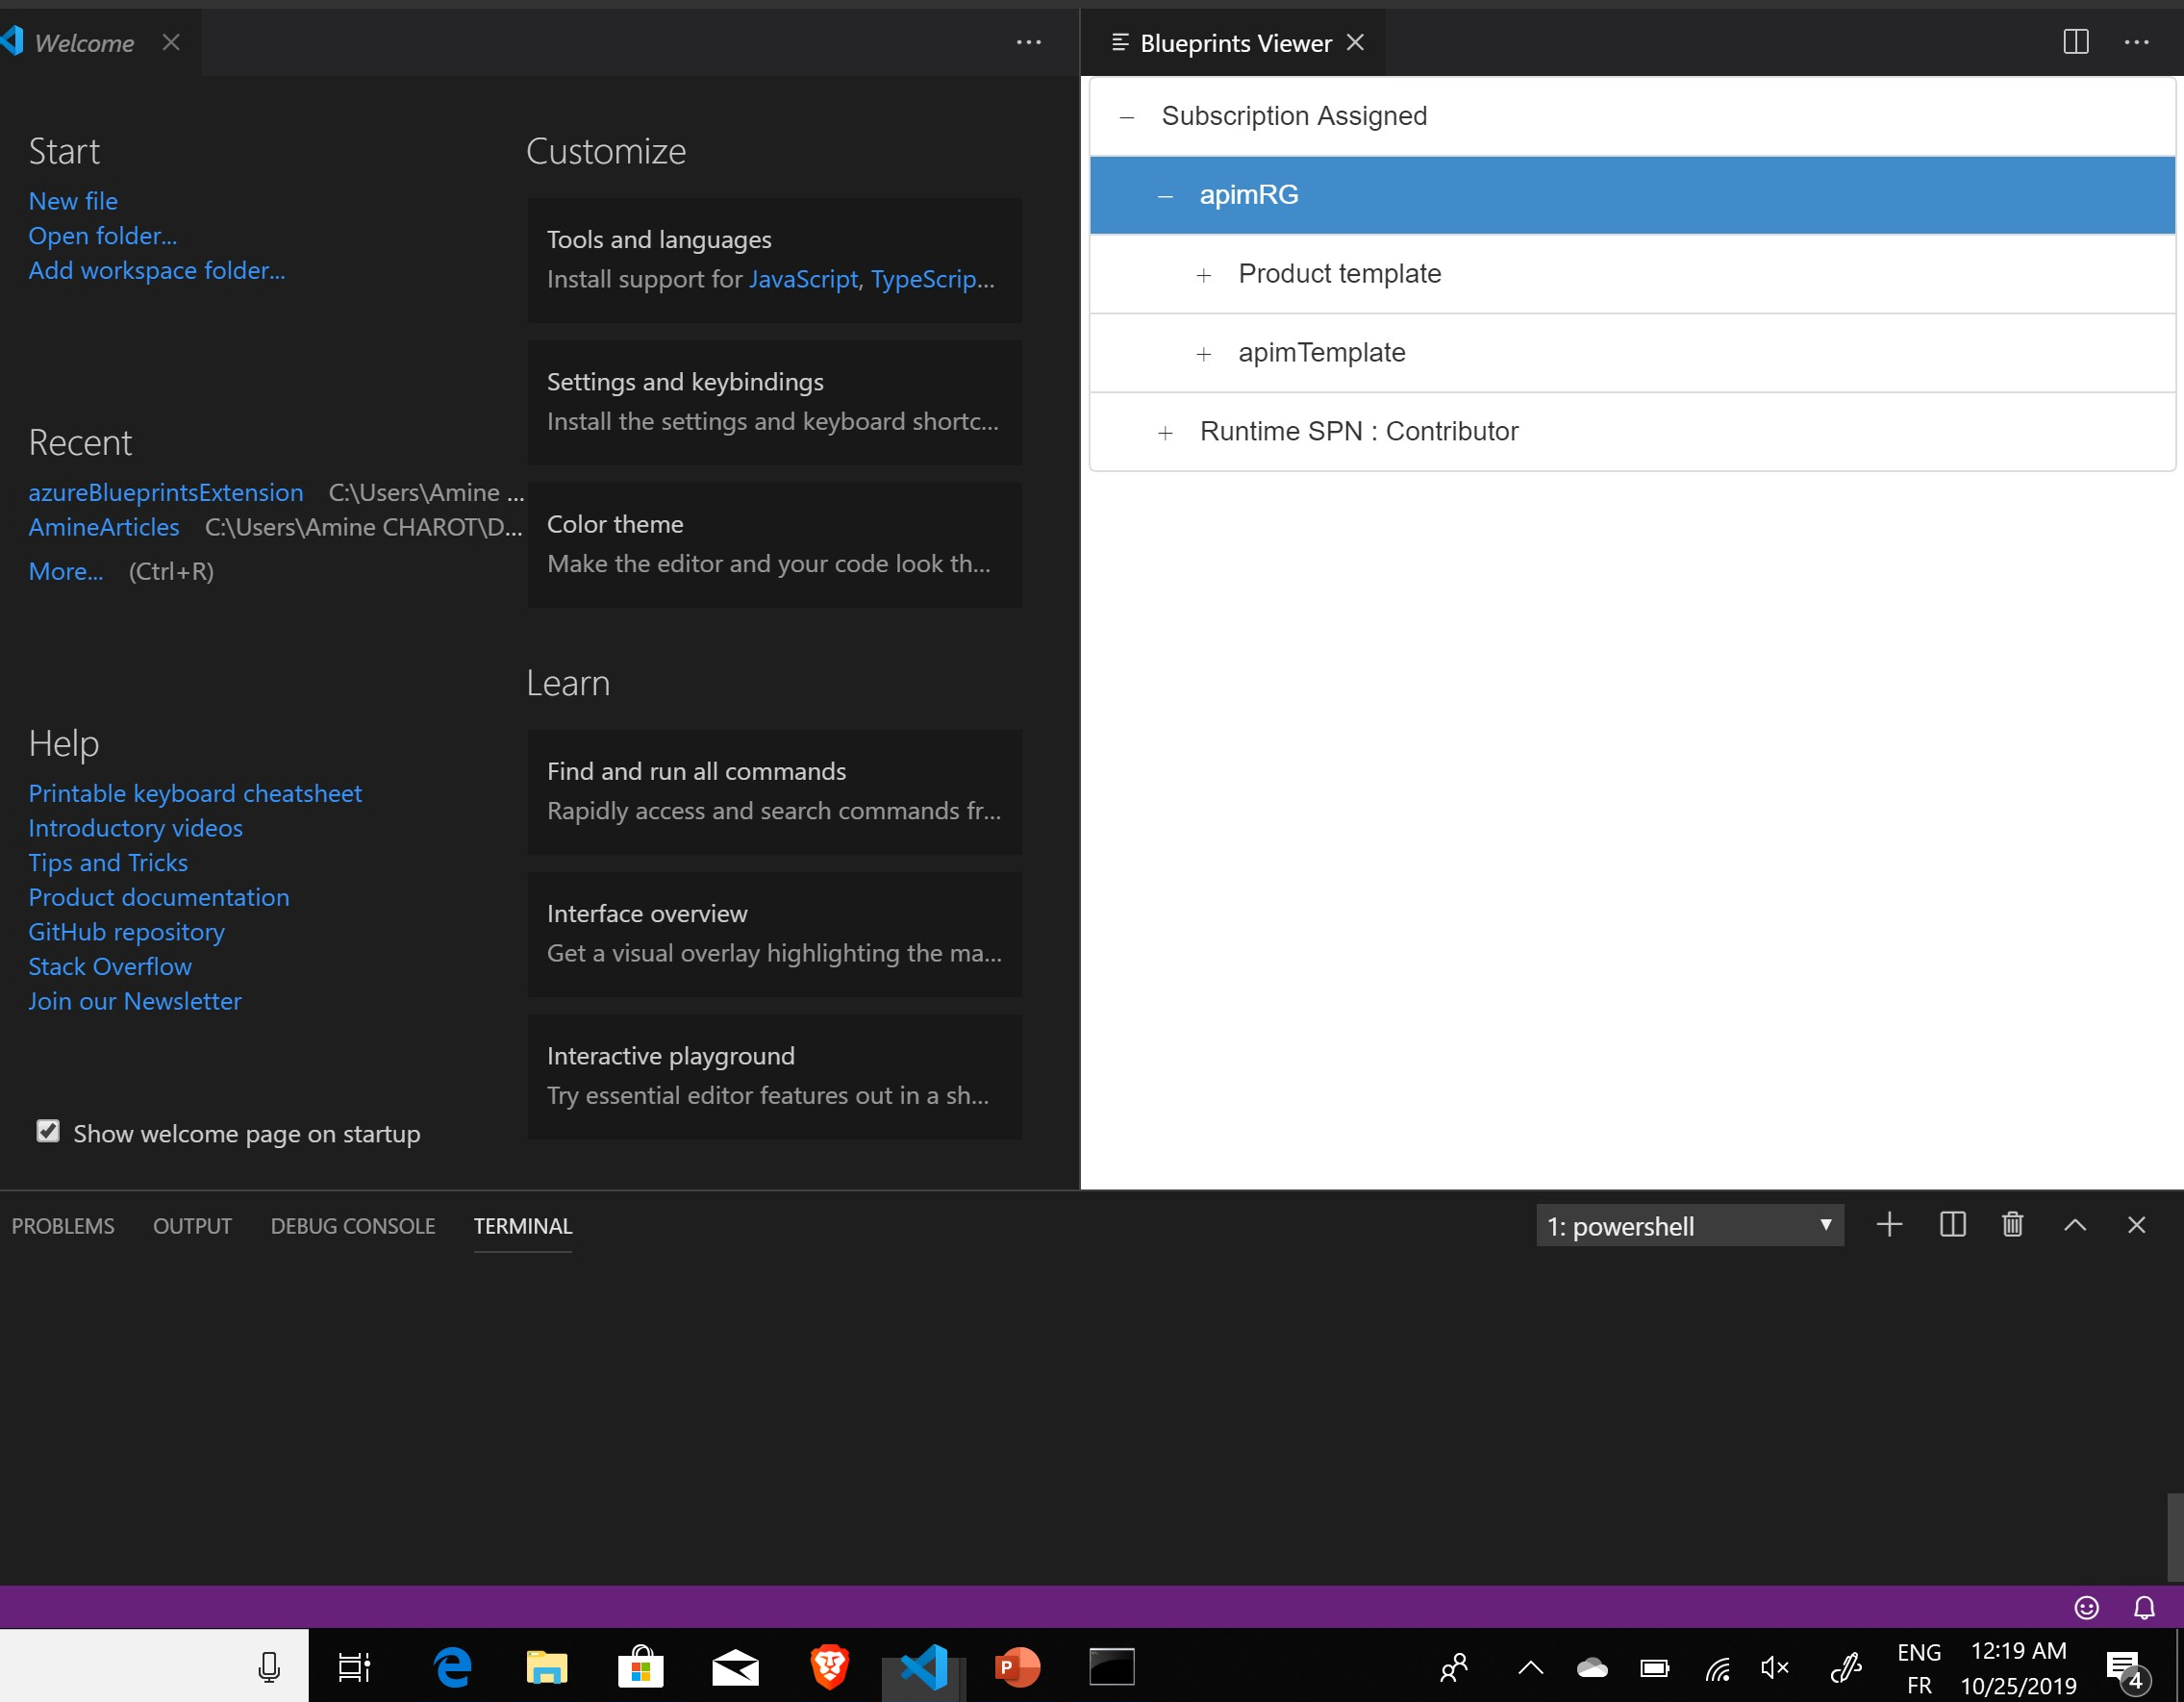 Welcome
Start
New file
Open folder...
Add workspace folder...
Recent
azureBlueprintsExtension C:\Users\Amine ...
AmineArticles C:\Users\Amine CHAROT\D...
More... (Ctrl+R)
Help
Printable keyboard cheatsheet
Introductory videos
Tips and Tricks
Product documentation
GitHub repository
Stack Overflow
Join our Newsletter
Show welcome page on startup
Customize
Tools and languages
Install support for JavaScript, TypeScrip...
Settings and keybindings
Install the settings and keyboard shortc...
Color theme
Make the editor and your code look th...
Learn
Find and run all commands
Rapidly access and search commands fr...
Interface overview
Get a visual overlay highlighting the ma...
Interactive playground
Try essential editor features out in a sh...
Blueprints Viewer
Subscription Assigned
apimRG
Product template
apimTemplate
Runtime SPN : Contributor
PROBLEMS OUTPUT DEBUG CONSOLE TERMINAL
1: powershell
P
ENG
FR
12:19 AM
10/25/2019
4